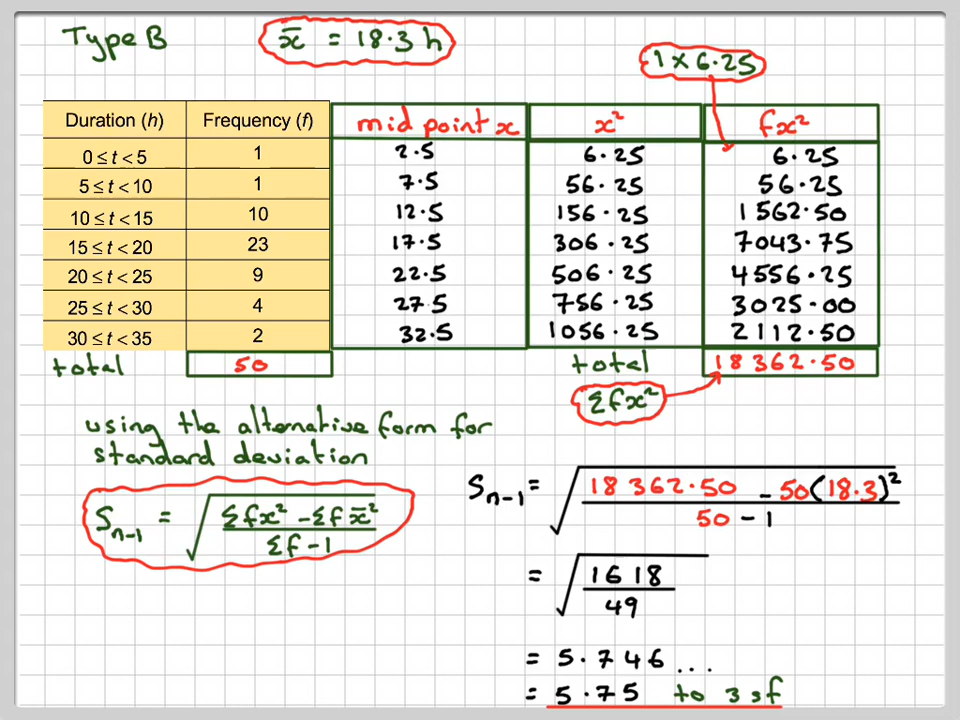 Type B
x̄ = 18.3 h
1 × 6.25
Duration (h) Frequency (f) mid point x x² fx²
0 ≤ t < 5 1 2.5 6.25 6.25
5 ≤ t < 10 1 7.5 56.25 56.25
10 ≤ t < 15 10 12.5 156.25 1562.50
15 ≤ t < 20 23 17.5 306.25 7043.75
20 ≤ t < 25 9 22.5 506.25 4556.25
25 ≤ t < 30 4 27.5 756.25 3025.00
30 ≤ t < 35 2 32.5 1056.25 2112.50
total 50 total 18362.50
Σfx²
using the alternative form for
standard deviation
Sₙ₋₁ = √((Σfx² - Σf x̄²)/(Σf - 1))
Sₙ₋₁ = √((18362.50 - 50(18.3)²)/(50 - 1))
= √(1618/49)
= 5.746...
= 5.75 to 3 sf